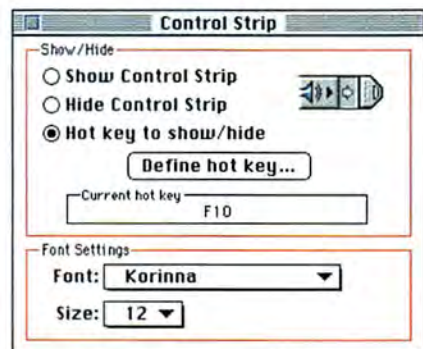 Control Strip
Show/Hide
Show Control Strip
Hide Control Strip
Hot key to show/hide
Define hot key...
Current hot key
F10
Font Settings
Font: Korinna
Size: 12